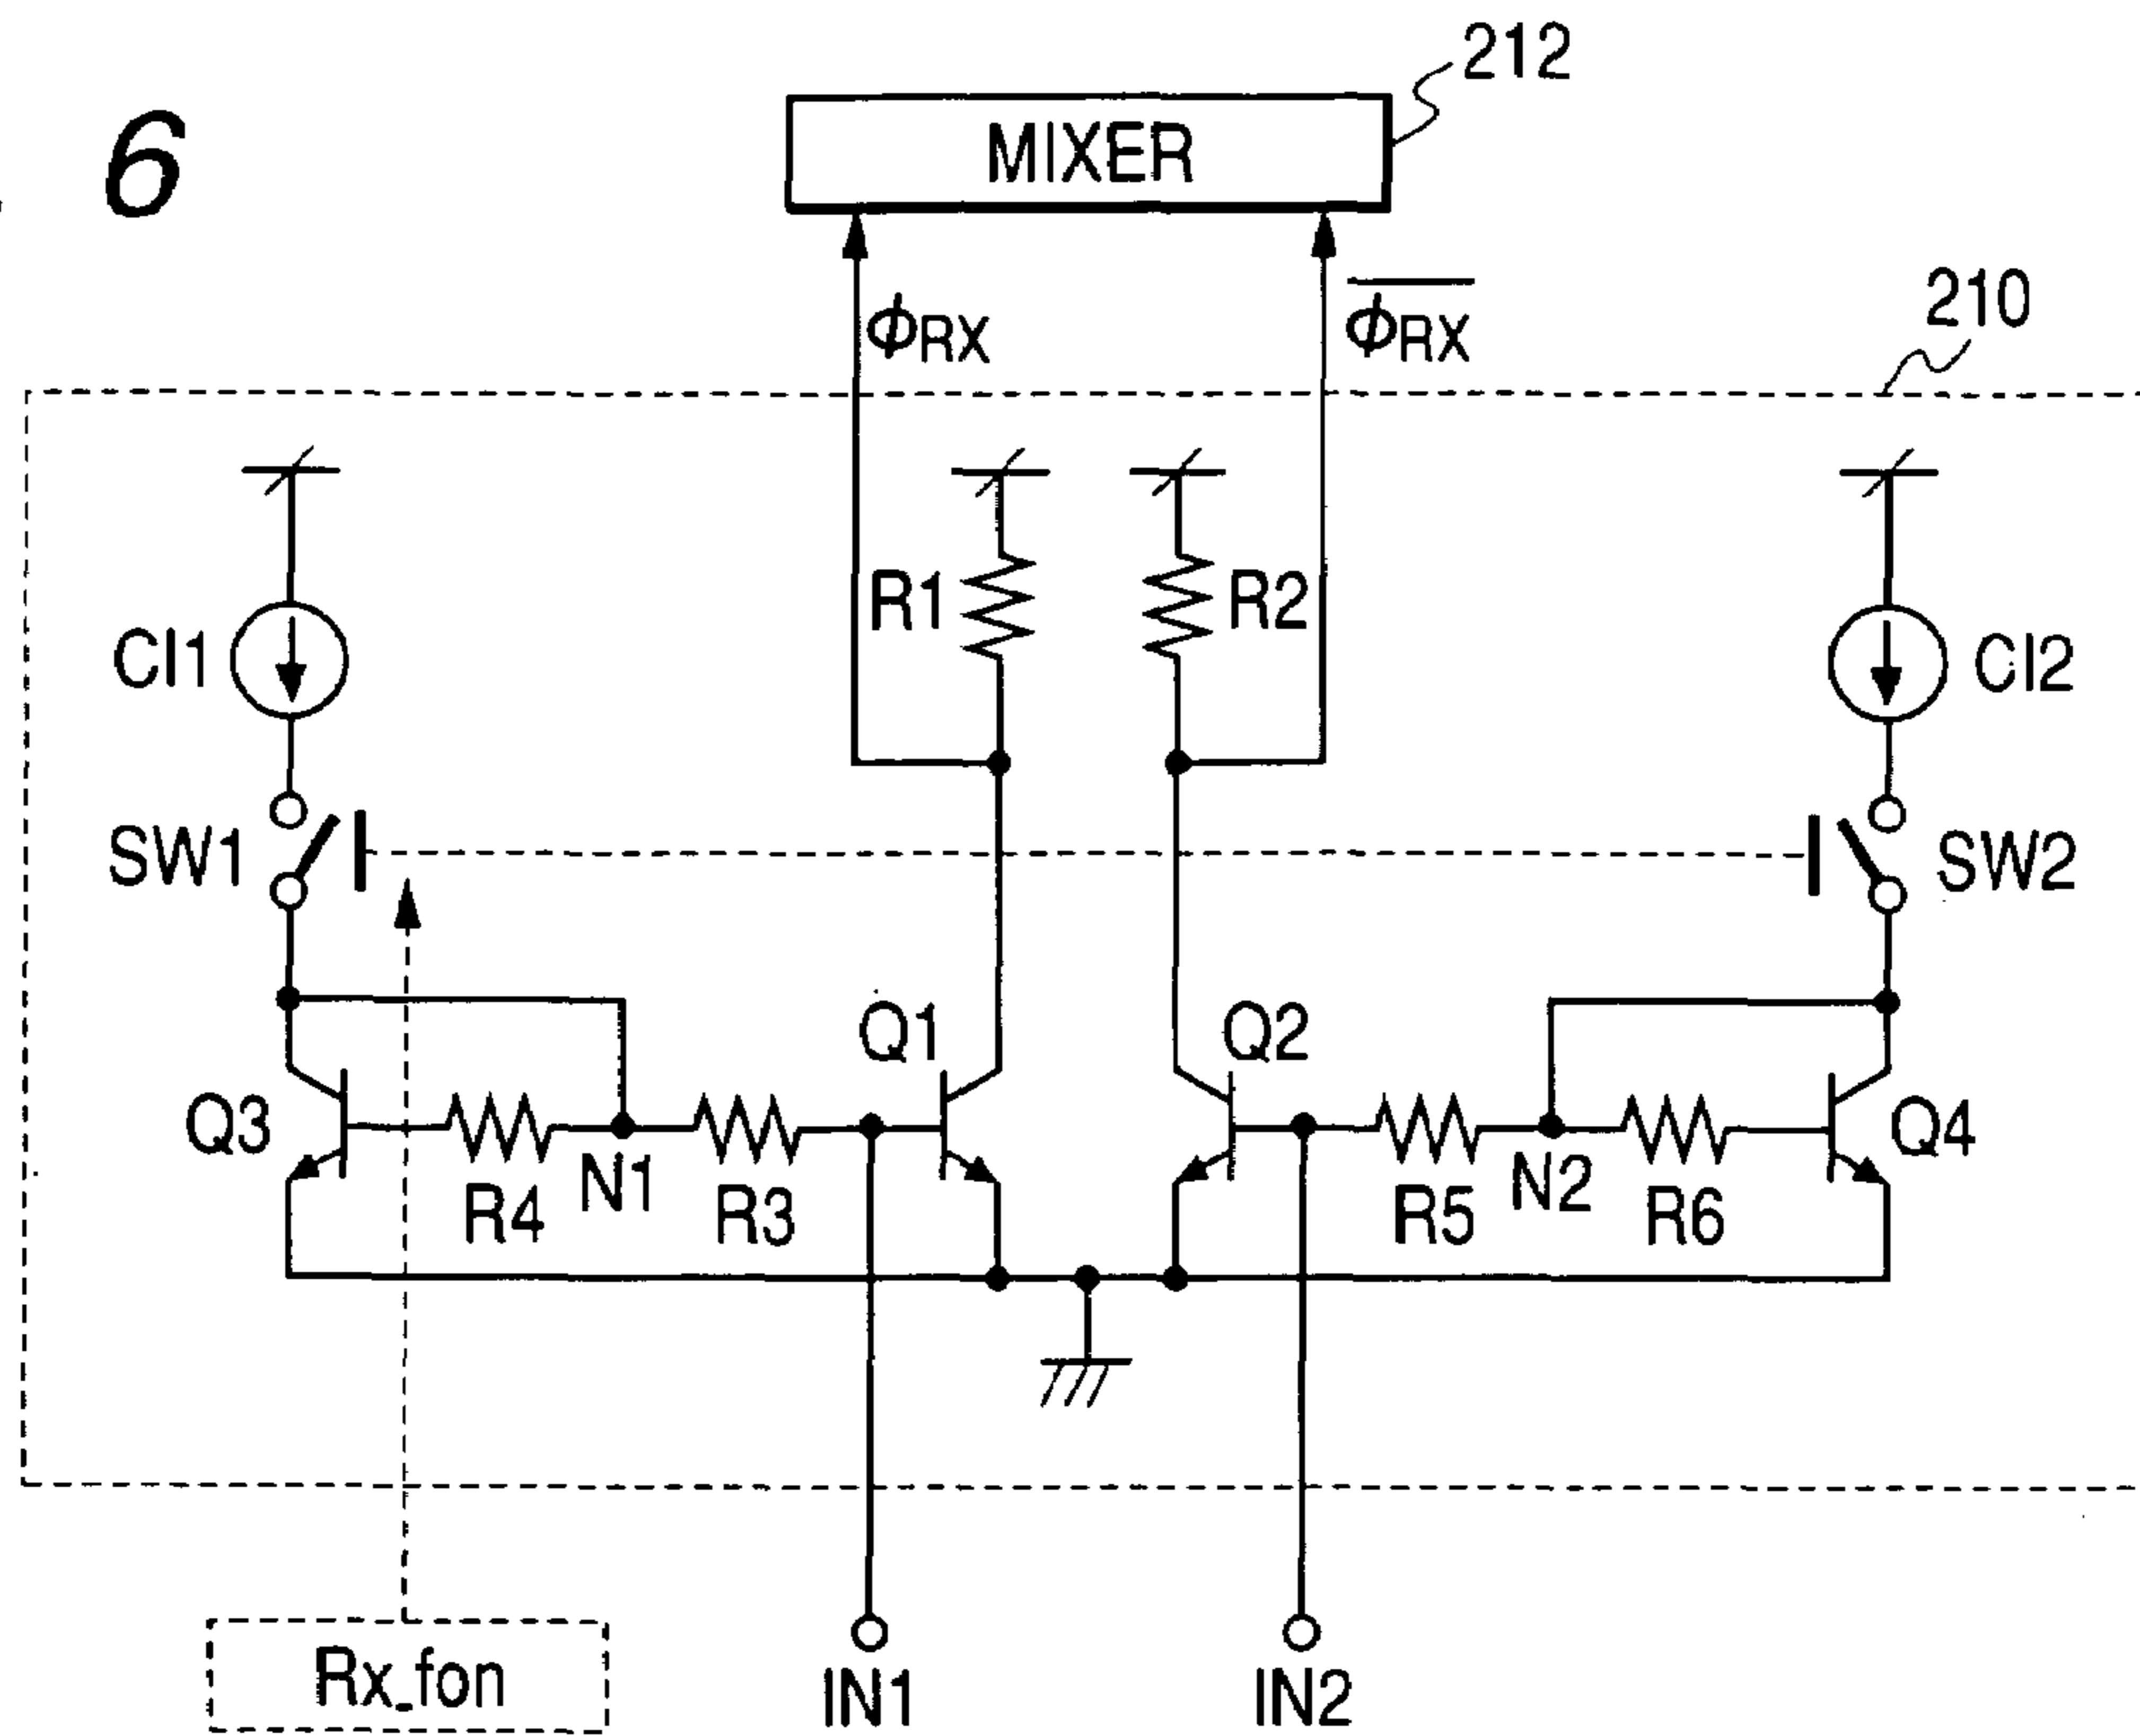 6
212
MIXER
ϕRX
ϕRX
210
R1
R2
CI1
CI2
SW1
SW2
Q1
Q2
Q3
Q4
R4
N1
R3
R5
N2
R6
Rx_fon
IN1
IN2